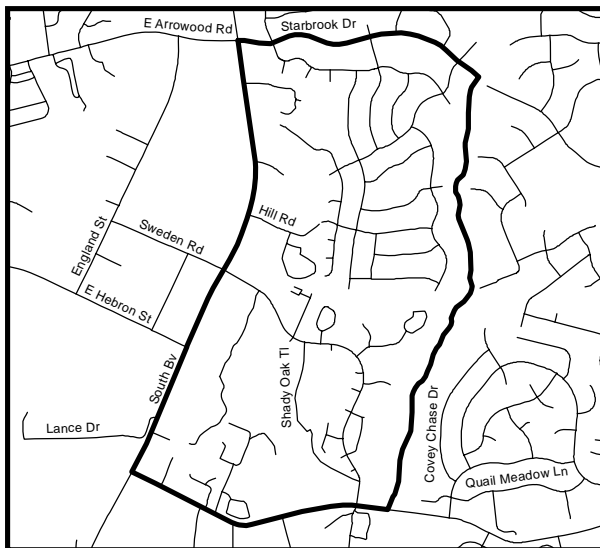 E Arrowood Rd
Starbrook Dr
Hill Rd
Sweden Rd
England St
E Hebron St
South Bv
Shady Oak Tl
Lance Dr
Covey Chase Dr
Quail Meadow Ln